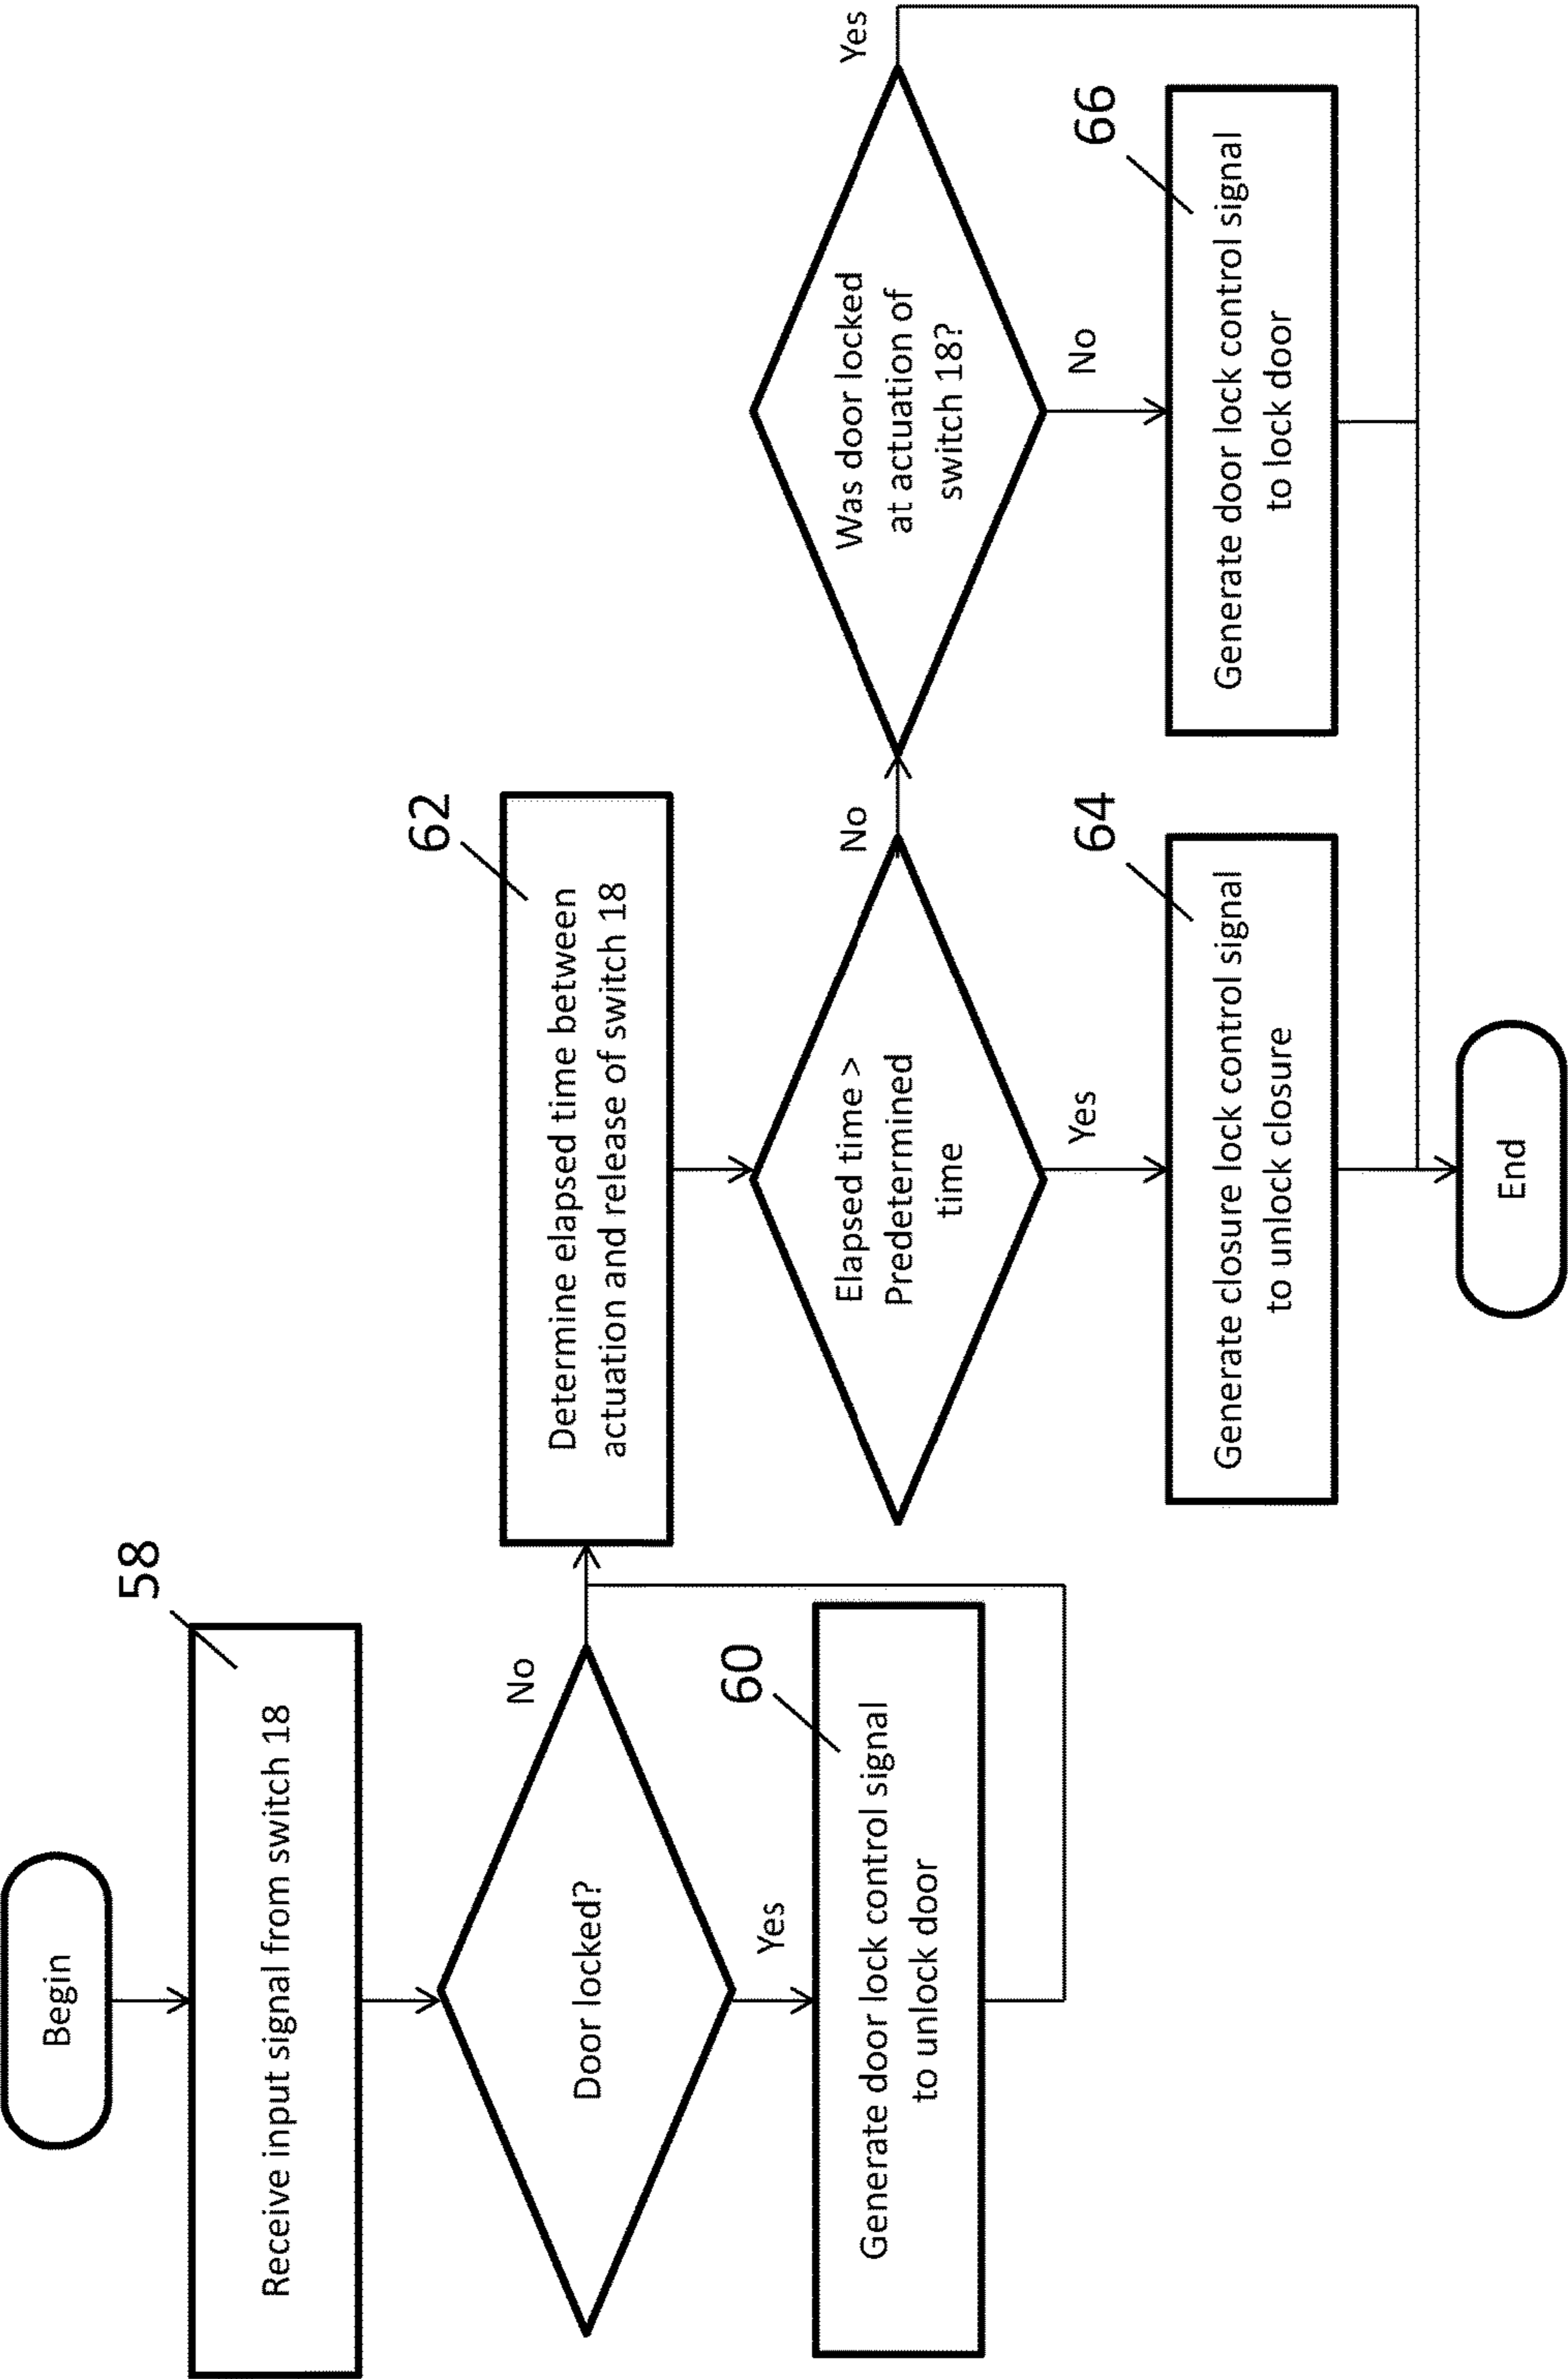 Begin
58
Receive input signal from switch 18
Door locked?
No
Yes
60
Generate door lock control signal
to unlock door
62
Determine elapsed time between
actuation and release of switch 18
Elapsed time >
Predetermined
time
No
Yes
64
Generate closure lock control signal
to unlock closure
Was door locked
at actuation of
switch 18?
Yes
No
66
Generate door lock control signal
to lock door
End